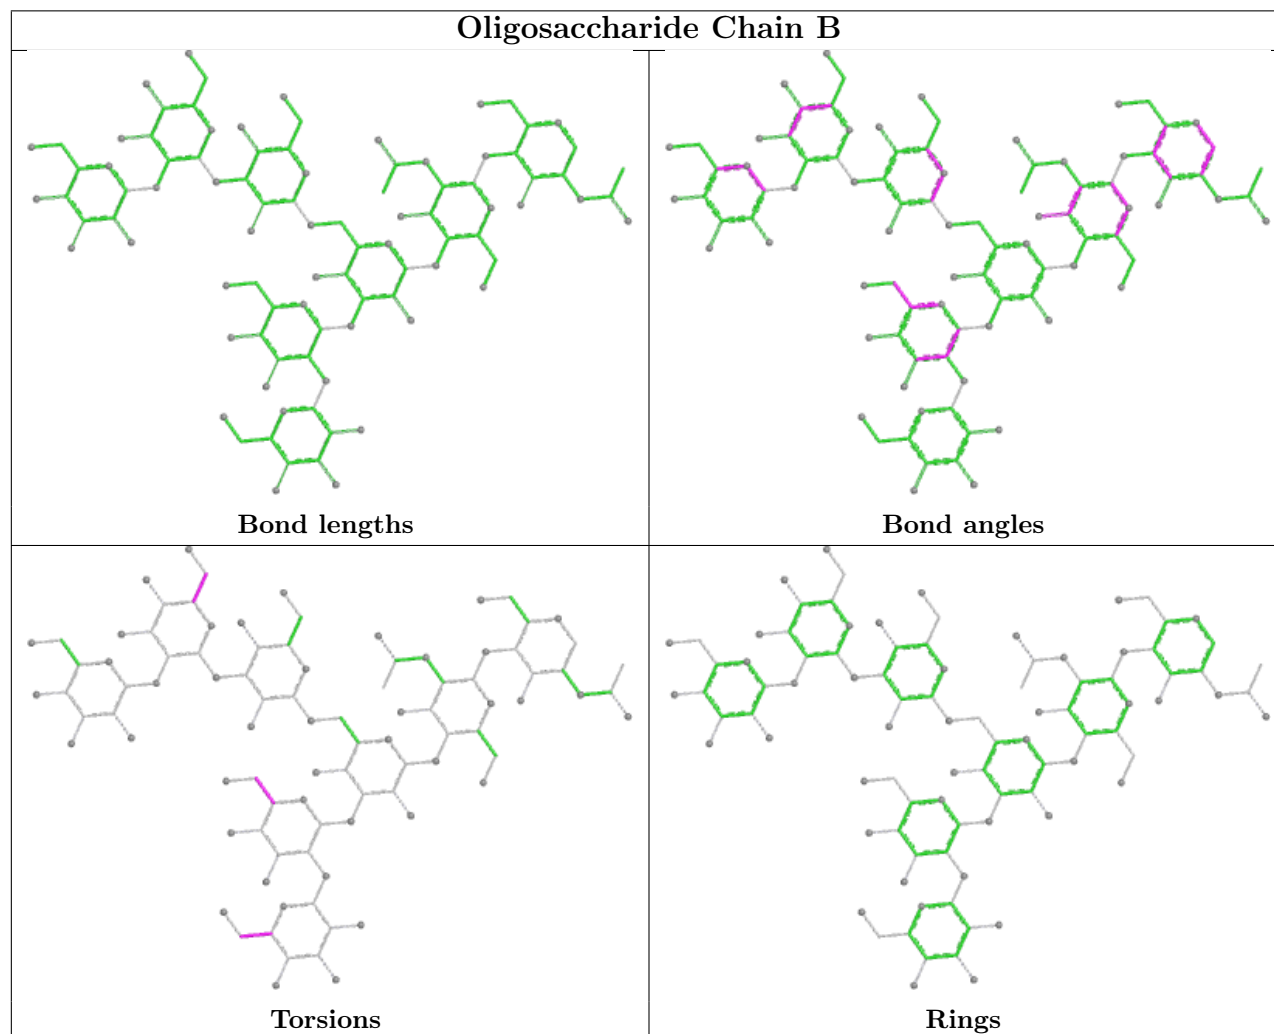 Oligosaccharide Chain B
Bond lengths
Bond angles
Torsions
Rings